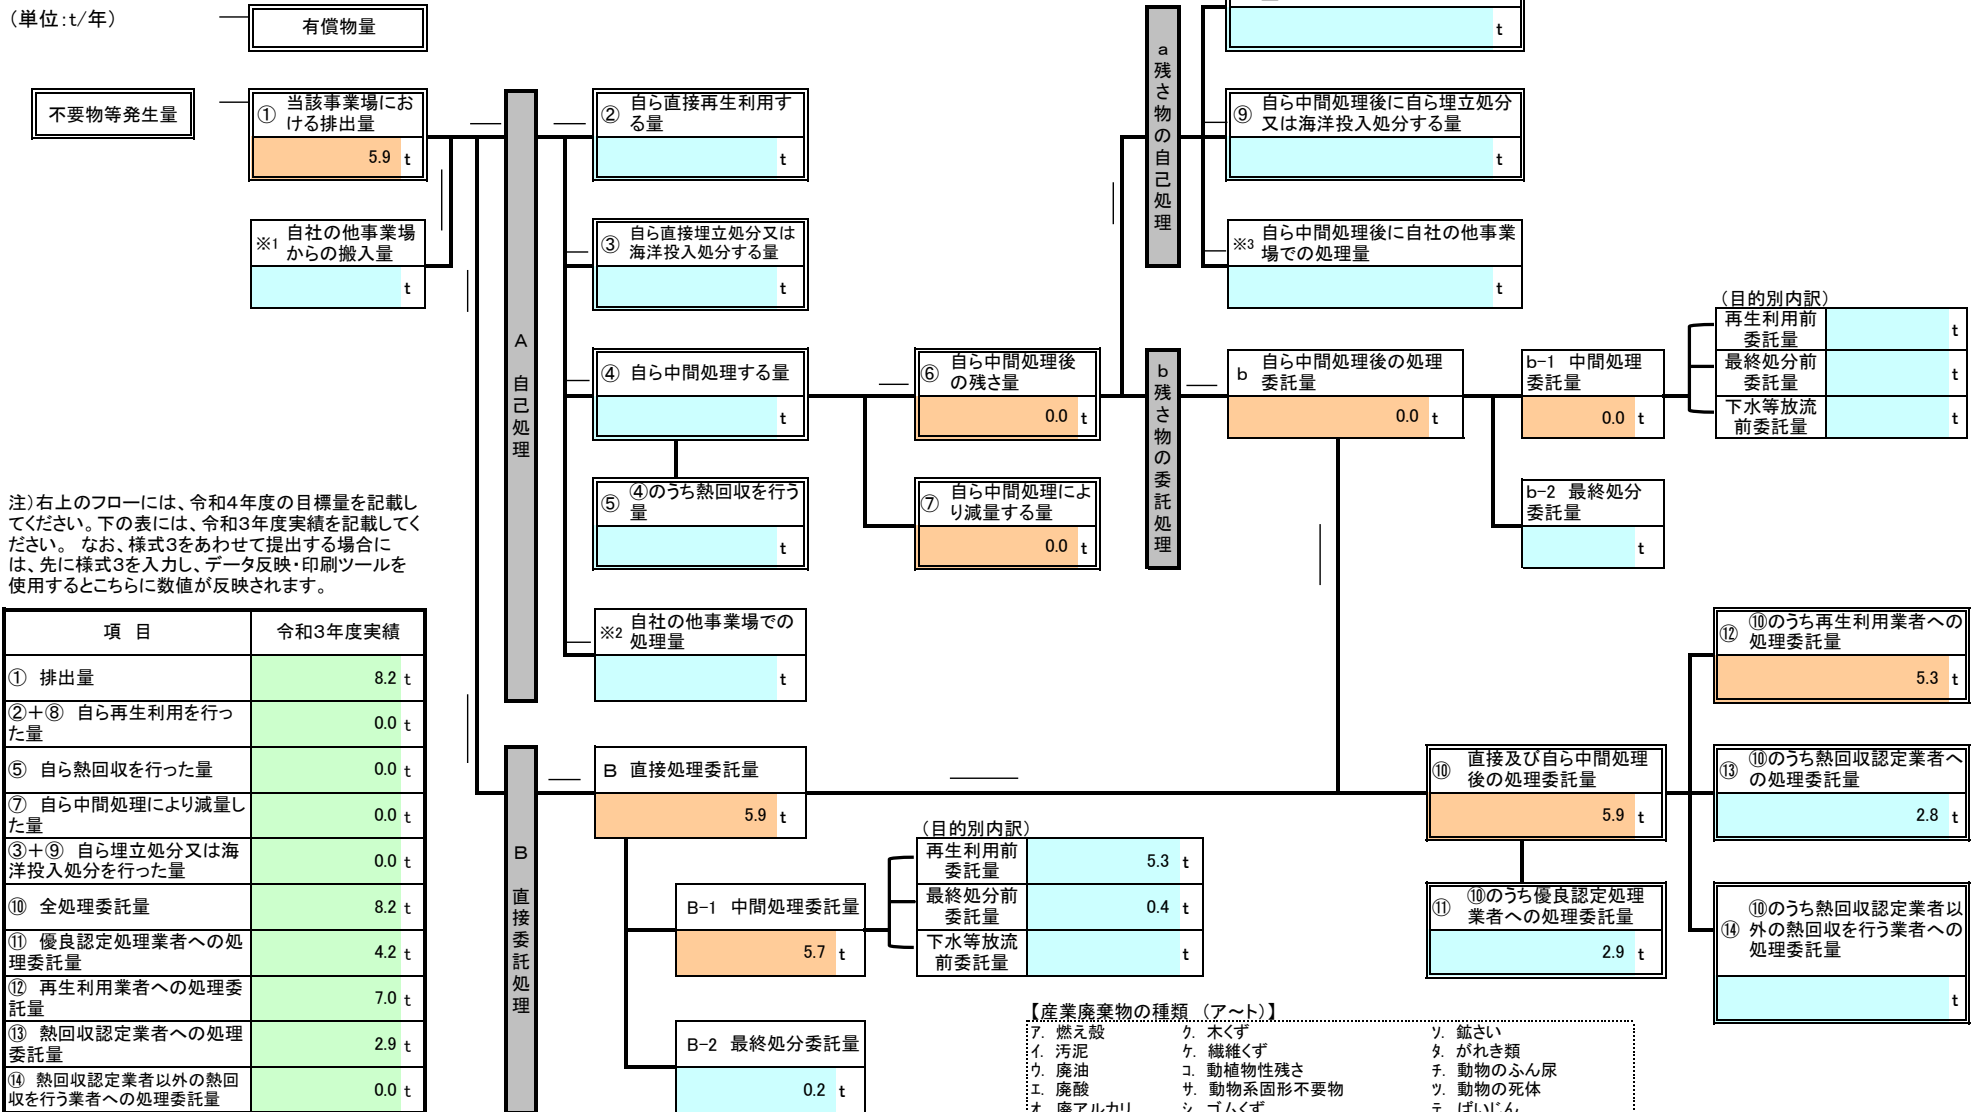 （単位：t/年）
有償物量
t
不要物等発生量
① 当該事業場にお
ける排出量
5.9 t
※1 自社の他事業場
からの搬入量
t
A 自己処理
② 自ら直接再生利用す
る量
t
③ 自ら直接埋立処分又は
海洋投入処分する量
t
④ 自ら中間処理する量
t
⑤ ④のうち熱回収を行う
量
t
※2 自社の他事業場での
処理量
t
⑥ 自ら中間処理後
の残さ量
0.0 t
⑦ 自ら中間処理によ
り減量する量
0.0 t
a 残さ物の自己処理
⑨ 自ら中間処理後に自ら埋立処分
又は海洋投入処分する量
t
※3 自ら中間処理後に自社の他事業
場での処理量
t
b 残さ物の委託処理
b 自ら中間処理後の処理
委託量
0.0 t
b-1 中間処理
委託量
0.0 t
b-2 最終処分
委託量
t
（目的別内訳）
再生利用前
委託量
t
最終処分前
委託量
t
下水等放流
前委託量
t
注）右上のフローには、令和４年度の目標量を記載し
てください。下の表には、令和３年度実績を記載してく
ださい。 なお、様式３をあわせて提出する場合に
は、先に様式３を入力し、データ反映・印刷ツールを
使用するとこちらに数値が反映されます。
項 目 令和３年度実績
① 排出量 8.2 t
②＋⑧ 自ら再生利用を行っ
た量 0.0 t
⑤ 自ら熱回収を行った量 0.0 t
⑦ 自ら中間処理により減量し
た量 0.0 t
③＋⑨ 自ら埋立処分又は海
洋投入処分を行った量 0.0 t
⑩ 全処理委託量 8.2 t
⑪ 優良認定処理業者への処
理委託量 4.2 t
⑫ 再生利用業者への処理委
託量 7.0 t
⑬ 熱回収認定業者への処理
委託量 2.9 t
⑭ 熱回収認定業者以外の熱回
収を行う業者への処理委託量 0.0 t
B 直接委託処理
B 直接処理委託量
5.9 t
B-1 中間処理委託量
5.7 t
B-2 最終処分委託量
0.2 t
（目的別内訳）
再生利用前
委託量
5.3 t
最終処分前
委託量
0.4 t
下水等放流
前委託量
t
⑩ 直接及び自ら中間処理
後の処理委託量
5.9 t
⑪ ⑩のうち優良認定処理
業者への処理委託量
2.9 t
⑫ ⑩のうち再生利用業者への
処理委託量
5.3 t
⑬ ⑩のうち熱回収認定業者へ
の処理委託量
2.8 t
⑭ ⑩のうち熱回収認定業者以
外の熱回収を行う業者への
処理委託量
t
【産業廃棄物の種類 （ア～ト）】
ｱ. 燃え殻 ｸ. 木くず ｿ. 鉱さい
ｲ. 汚泥 ｹ. 繊維くず ﾀ. がれき類
ｳ. 廃油 ｺ. 動植物性残さ ﾁ. 動物のふん尿
ｴ. 廃酸 ｻ. 動物系固形不要物 ﾂ. 動物の死体
ｵ. 廃アルカリ ｼ. ゴムくず ﾃ. ばいじん